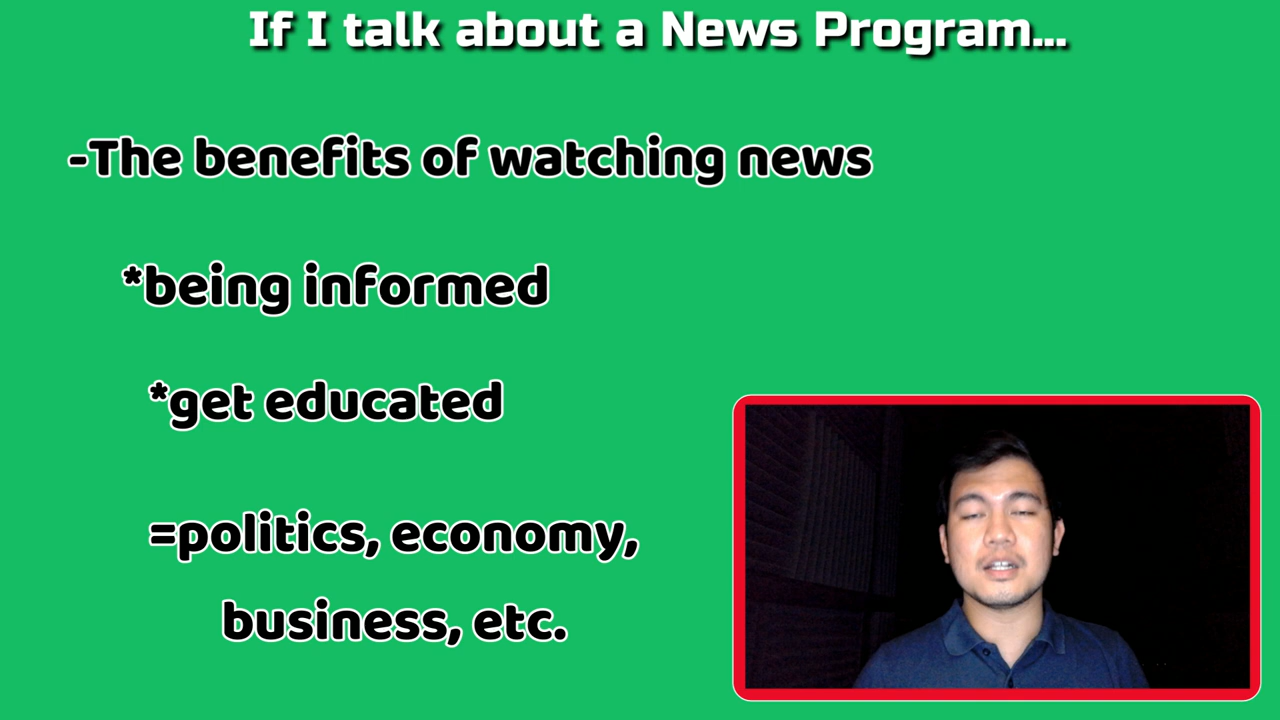 If I talk about a News Program...
-The benefits of watching news
*being informed
*get educated
=politics, economy,
business, etc.